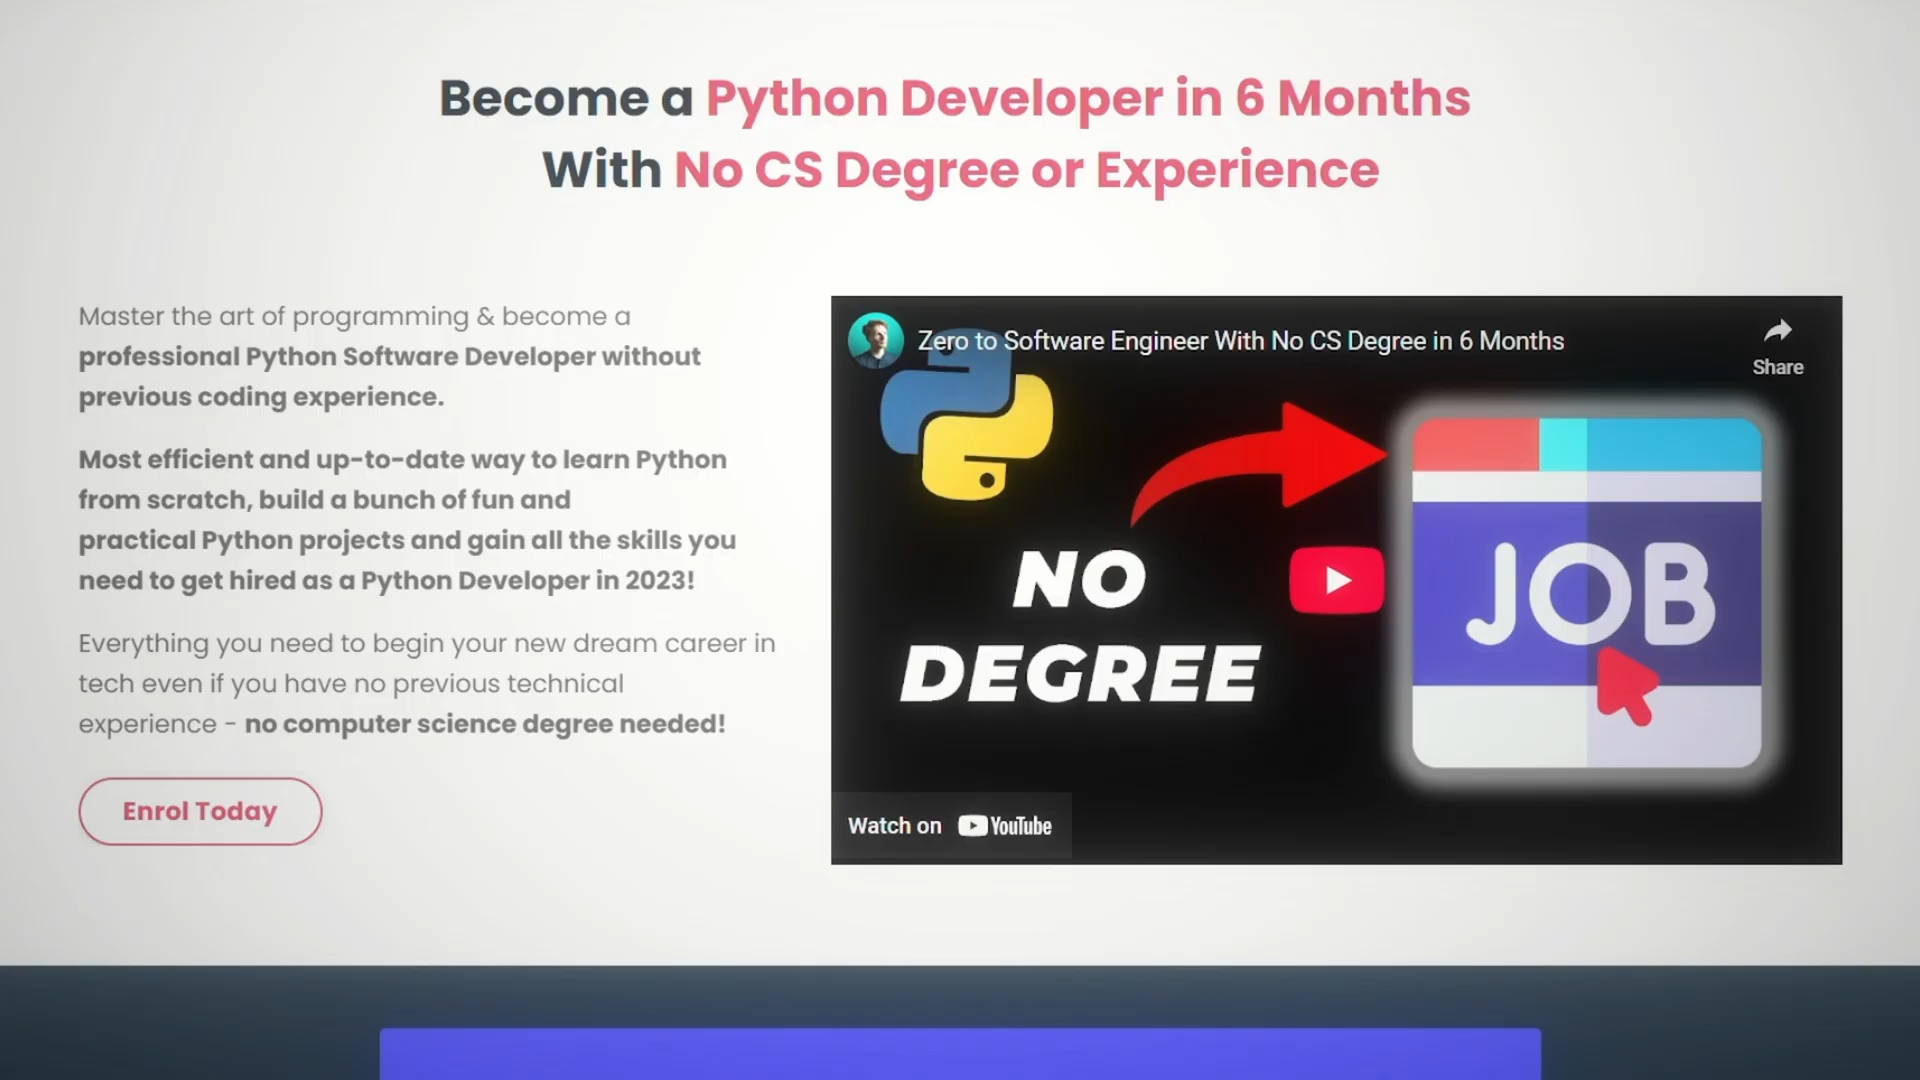 Become a Python Developer in 6 Months
With No CS Degree or Experience
Master the art of programming & become a
professional Python Software Developer without
previous coding experience.
Most efficient and up-to-date way to learn Python
from scratch, build a bunch of fun and
practical Python projects and gain all the skills you
need to get hired as a Python Developer in 2023!
Everything you need to begin your new dream career in
tech even if you have no previous technical
experience - no computer science degree needed!
Enrol Today
Zero to Software Engineer With No CS Degree in 6 Months
Share
NO
DEGREE
JOB
Watch on YouTube